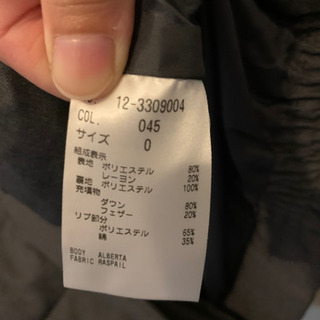 12-3309004
COL. 045
サイズ 0
組成表示
表地 ポリエステル 80%
レーヨン 20%
裏地 ポリエステル 100%
充填物
ダウン 80%
フェザー 20%
リブ部分
ポリエステル 65%
綿 35%
BODY ALBERTA
FABRIC RASPAIL